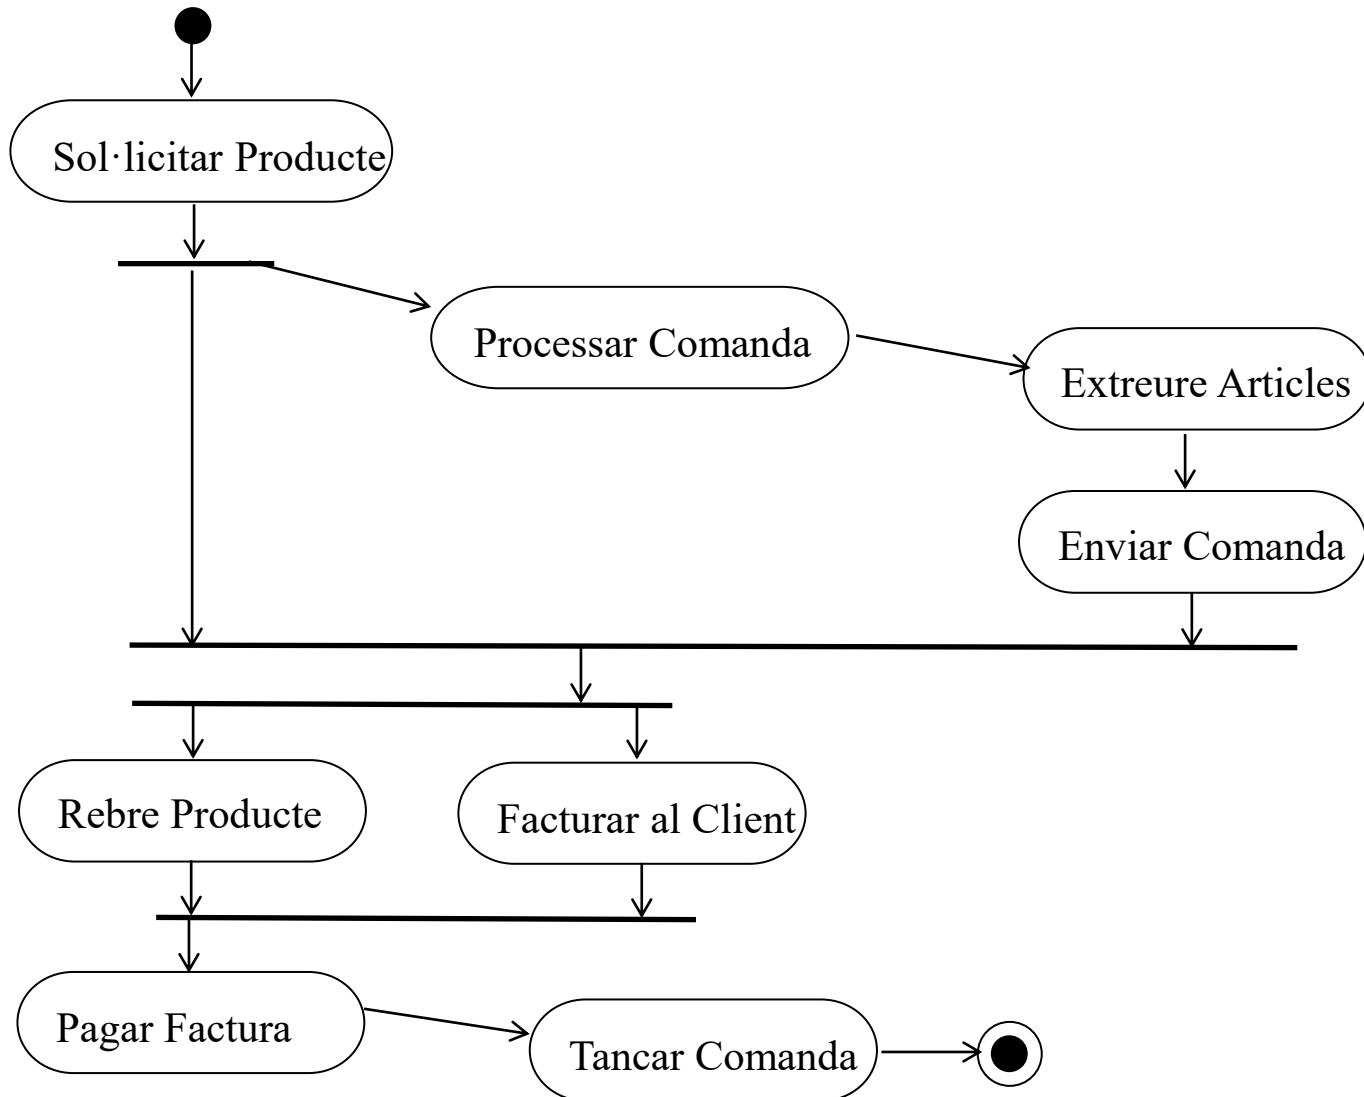 Sol·licitar Producte
Processar Comanda
Extreure Articles
Enviar Comanda
Rebre Producte
Facturar al Client
Pagar Factura
Tancar Comanda